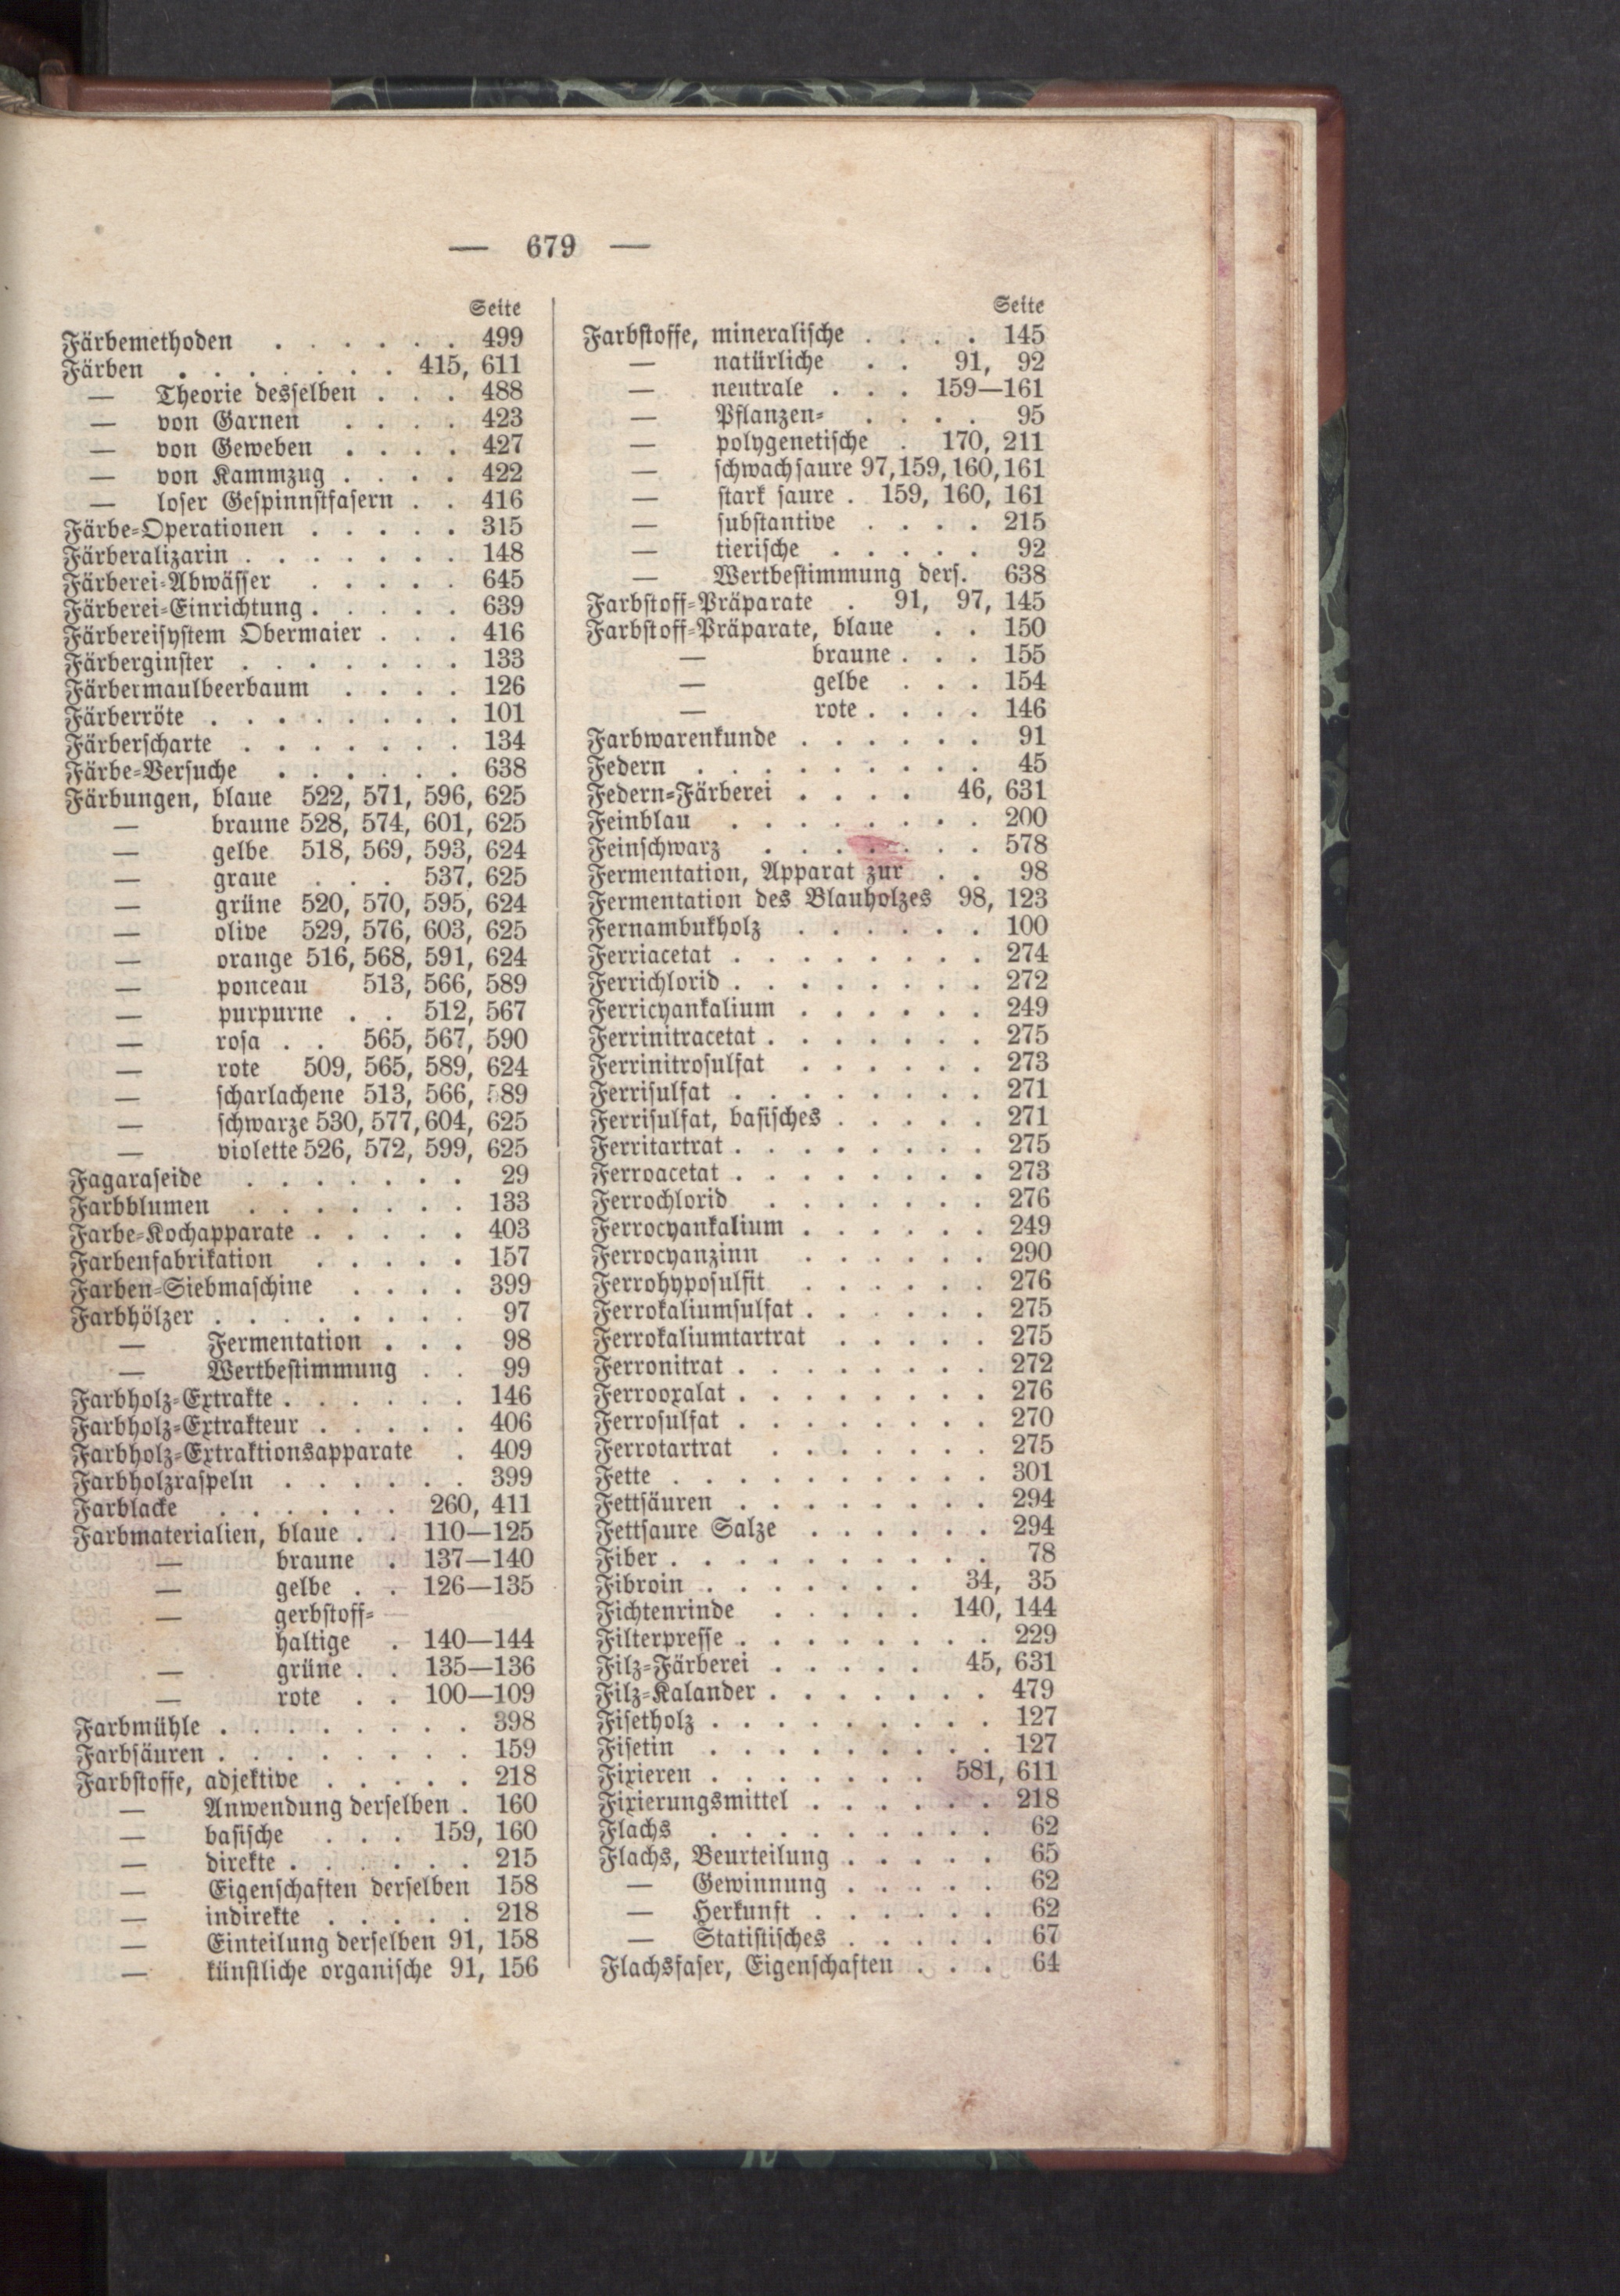 — 679 —
Seite
Färbemethoden . . . . . . 499
Färben . . . . . . . 415, 611
— Theorie desselben . . . 488
— von Garnen . . . . 423
— von Geweben . . . . 427
— von Kammzug . . . . 422
— loser Gespinnstfasern . . 416
Färbe-Operationen . . . . . 315
Färberalizarin . . . . . . . 148
Färberei-Abwässer . . . . . 645
Färberei-Einrichtung . . . . . 639
Färbereisystem Obermaier . . . 416
Färberginster . . . . . . . 133
Färbermaulbeerbaum . . . . 126
Färberröte . . . . . . . . 101
Färberscharte . . . . . . . 134
Färbe-Versuche . . . . . . 638
Färbungen, blaue 522, 571, 596, 625
— braune 528, 574, 601, 625
— gelbe 518, 569, 593, 624
— graue . . . 537, 625
— grüne 520, 570, 595, 624
— olive 529, 576, 603, 625
— orange 516, 568, 591, 624
— ponceau 513, 566, 589
— purpurne . . 512, 567
— rosa . . 565, 567, 590
— rote 509, 565, 589, 624
— scharlachene 513, 566, 589
— schwarze 530, 577, 604, 625
— violette 526, 572, 599, 625
Fagaraseide . . . . . . . 29
Farbblumen . . . . . . . 133
Farbe-Kochapparate . . . . . 403
Farbenfabrikation . . . . . 157
Farben-Siebmaschine . . . . 399
Farbhölzer . . . . . . . . 97
— Fermentation . . . 98
— Wertbestimmung . . 99
Farbholz-Extrakte . . . . . . 146
Farbholz-Extrakteur . . . . . 406
Farbholz-Extraktionsapparate . 409
Farbholzraspeln . . . . . . 399
Farblacke . . . . . . 260, 411
Farbmaterialien, blaue . . 110—125
— braune . 137—140
— gelbe . . 126—135
— gerbstoff-
haltige . 140—144
— grüne . . 135—136
— rote . . 100—109
Farbmühle . . . . . . . . 398
Farbsäuren . . . . . . . . 159
Farbstoffe, adjektive . . . . . 218
— Anwendung derselben . 160
— basische . . . 159, 160
— direkte . . . . . . 215
— Eigenschaften derselben 158
— indirekte . . . . . 218
— Einteilung derselben 91, 158
— künstliche organische 91, 156
Seite
Farbstoffe, mineralische . . . . 145
— natürliche . . 91, 92
— neutrale . . . 159—161
— Pflanzen- . . . . 95
— polygenetische . 170, 211
— schwachsaure 97, 159, 160, 161
— stark saure . 159, 160, 161
— substantive . . . . 215
— tierische . . . . . 92
— Wertbestimmung ders. 638
Farbstoff-Präparate . 91, 97, 145
Farbstoff-Präparate, blaue . . 150
— braune . . . 155
— gelbe . . . 154
— rote . . . . 146
Farbwarenkunde . . . . . . 91
Federn . . . . . . . . . 45
Federn-Färberei . . . . 46, 631
Feinblau . . . . . . . . 200
Feinschwarz . . . . . . . 578
Fermentation, Apparat zur . . 98
Fermentation des Blauholzes 98, 123
Fernambukholz . . . . . . 100
Ferriacetat . . . . . . . . 274
Ferrichlorid . . . . . . . . 272
Ferricyankalium . . . . . . 249
Ferrinitracetat . . . . . . . 275
Ferrinitrosulfat . . . . . . 273
Ferrisulfat . . . . . . . . 271
Ferrisulfat, basisches . . . . . 271
Ferritartrat . . . . . . . . 275
Ferroacetat . . . . . . . . 273
Ferrochlorid . . . . . . . 276
Ferrocyankalium . . . . . . 249
Ferrocyanzinn . . . . . . 290
Ferrohyposulfit . . . . . . 276
Ferrokaliumsulfat . . . . . . 275
Ferrokaliumtartrat . . . . . 275
Ferronitrat . . . . . . . . 272
Ferrooxalat . . . . . . . . 276
Ferrosulfat . . . . . . . . 270
Ferrotartrat . . . . . . . 275
Fette . . . . . . . . . . 301
Fettsäuren . . . . . . . . 294
Fettsaure Salze . . . . . . 294
Fiber . . . . . . . . . . 78
Fibroin . . . . . . . 34, 35
Fichtenrinde . . . . . 140, 144
Filterpresse . . . . . . . . 229
Filz-Färberei . . . . . 45, 631
Filz-Kalander . . . . . . . 479
Fisetholz . . . . . . . . . 127
Fisetin . . . . . . . . . 127
Fixieren . . . . . . . 581, 611
Fixierungsmittel . . . . . . 218
Flachs . . . . . . . . . 62
Flachs, Beurteilung . . . . . 65
— Gewinnung . . . . . 62
— Herkunft . . . . . . 62
— Statistisches . . . . . 67
Flachsfaser, Eigenschaften . . . 64